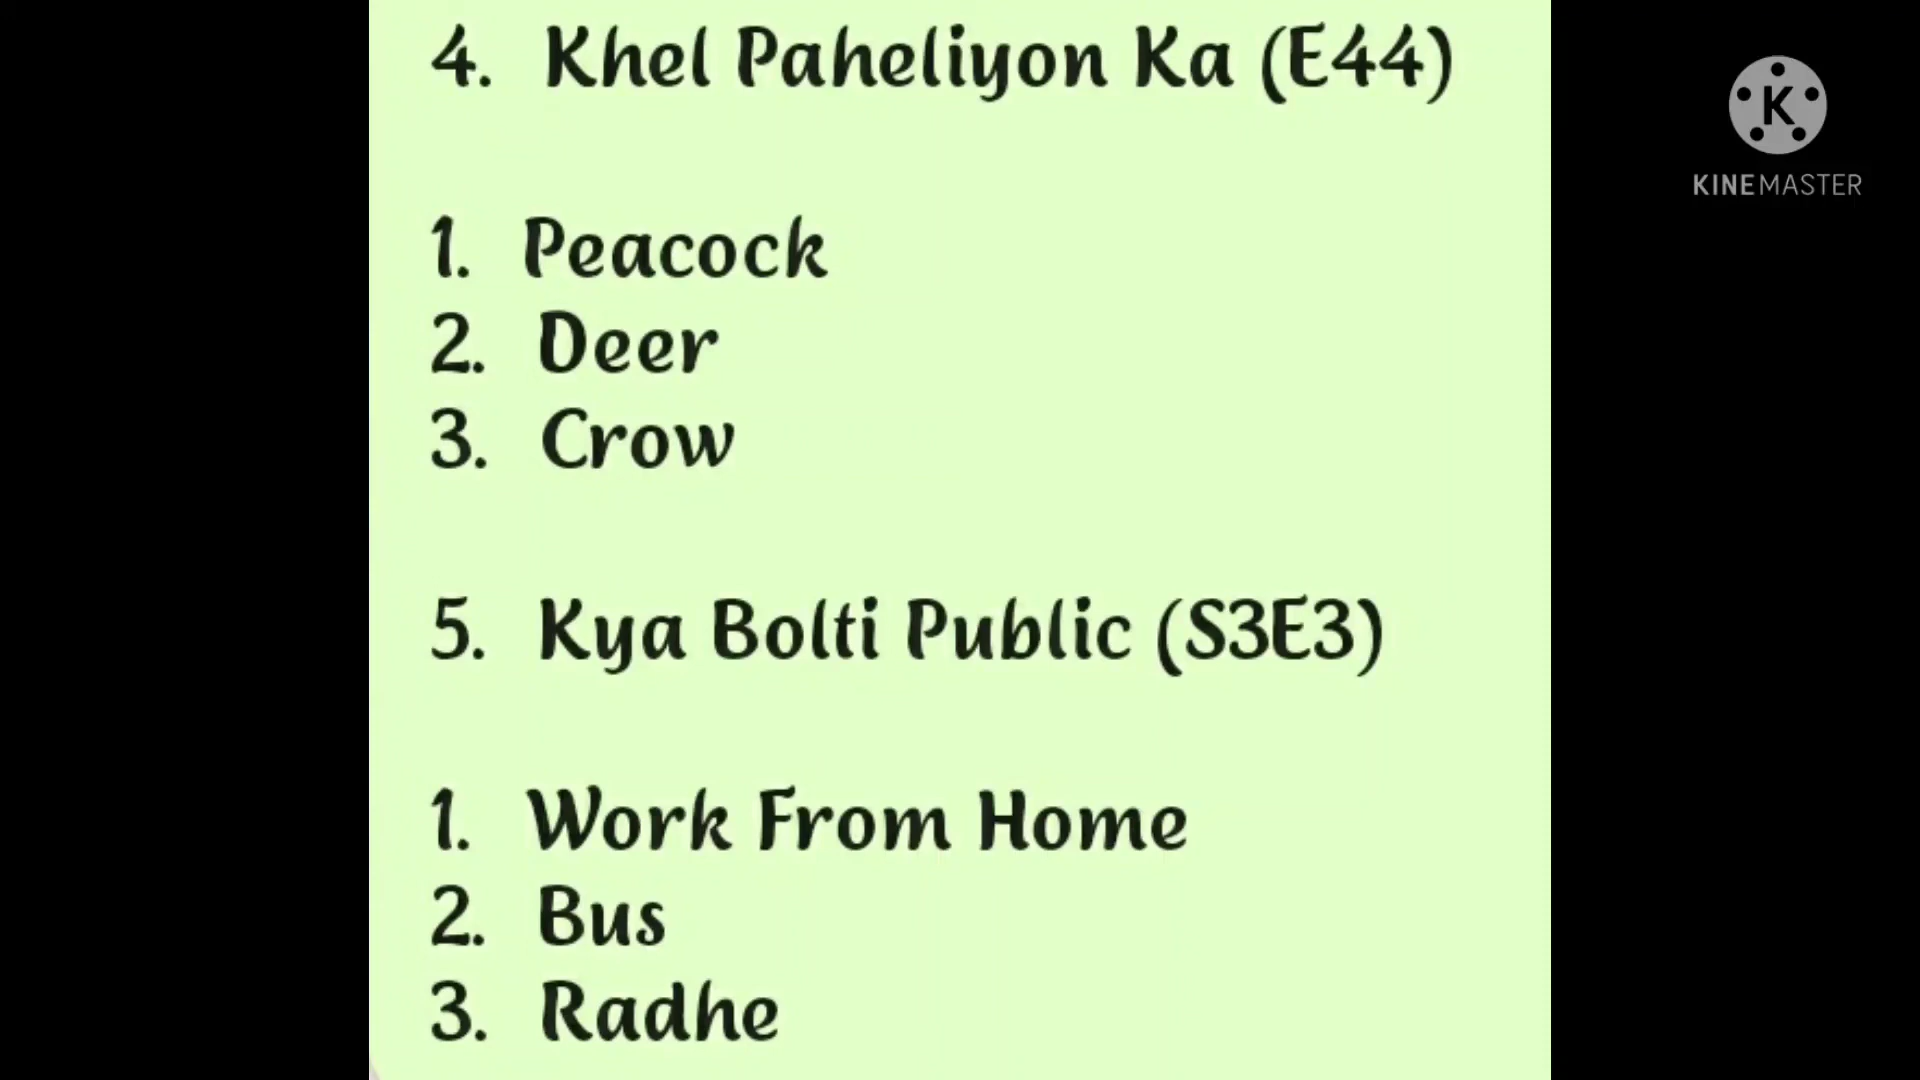 4. Khel Paheliyon Ka (E44)
1. Peacock
2. Deer
3. Crow
5. Kya Bolti Public (S3E3)
1. Work From Home
2. Bus
3. Radhe
K
KINEMASTER